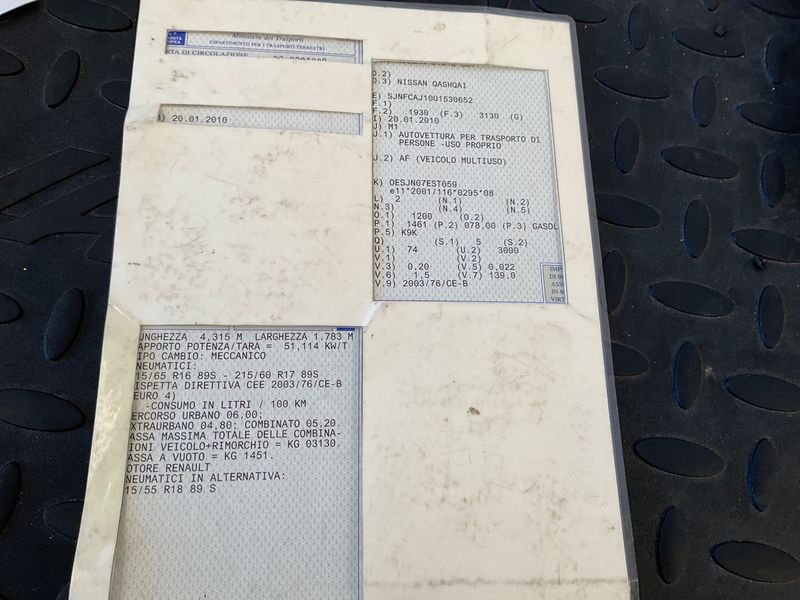 Ministero dei Trasporti
DIPARTIMENTO PER I TRASPORTI TERRESTRI
RTA DI CIRCOLAZIONE
) 20.01.2010
D.2)
D.3) NISSAN QASHQAI
E) SJNFCAJ10U1530652
F.1)
F.2) 1930 (F.3) 3130 (G)
I) 20.01.2010
J) M1
J.1) AUTOVETTURA PER TRASPORTO DI
PERSONE -USO PROPRIO
J.2) AF (VEICOLO MULTIUSO)
K) OESJN07EST059
e11*2001/116*0295*08
L) 2 (N.1) (N.2)
N.3) (N.4) (N.5)
O.1) 1200 (O.2)
P.1) 1461 (P.2) 078,00 (P.3) GASOL
P.5) K9K
Q) (S.1) 5 (S.2)
U.1) 74 (U.2) 3000
V.1) (V.2)
V.3) 0,20 (V.5) 0,022
V.6) 1,5 (V.7) 139.0
V.9) 2003/76/CE-B
UNGHEZZA 4,315 M LARGHEZZA 1,783 M
APPORTO POTENZA/TARA = 51,114 KW/T
IPO CAMBIO: MECCANICO
NEUMATICI:
15/65 R16 89S - 215/60 R17 89S
ISPETTA DIRETTIVA CEE 2003/76/CE-B
EURO 4)
-CONSUMO IN LITRI / 100 KM
ERCORSO URBANO 06,00;
XTRAURBANO 04,80; COMBINATO 05,20.
ASSA MASSIMA TOTALE DELLE COMBINA-
IONI VEICOLO+RIMORCHIO = KG 03130.
ASSA A VUOTO = KG 1451.
OTORE RENAULT
NEUMATICI IN ALTERNATIVA:
15/55 R18 89 S